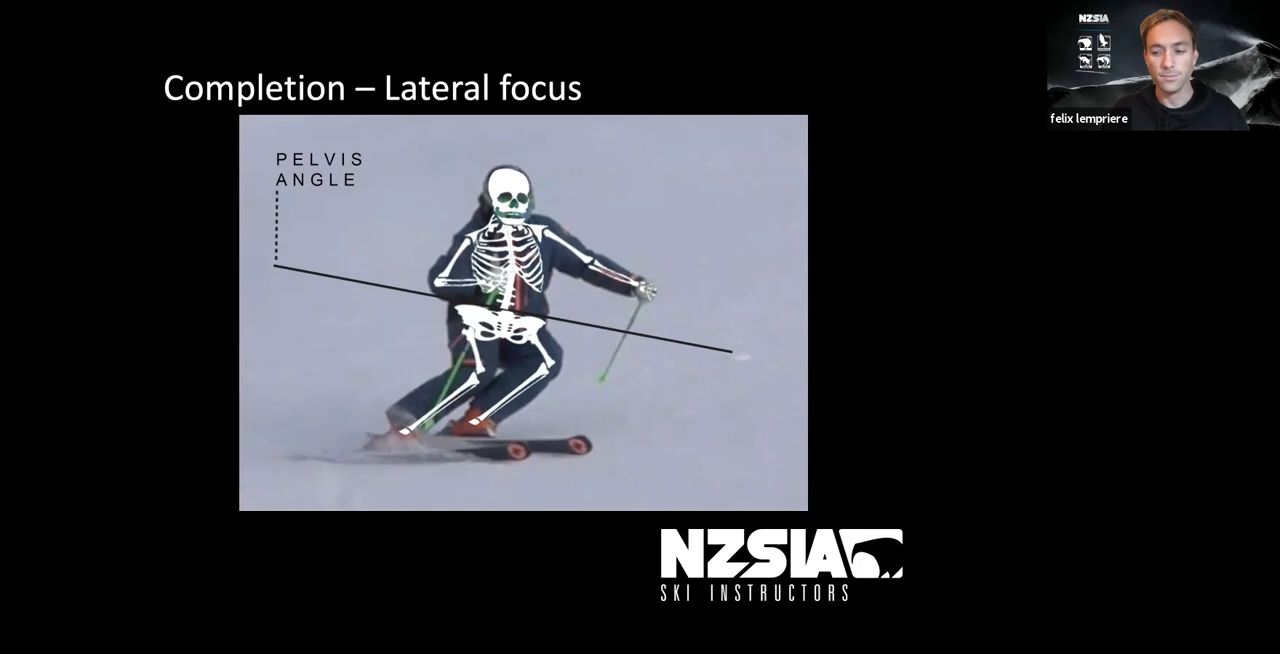 Completion – Lateral focus
PELVIS
ANGLE
NZSIA
felix lempriere
NZSIA
SKI INSTRUCTORS